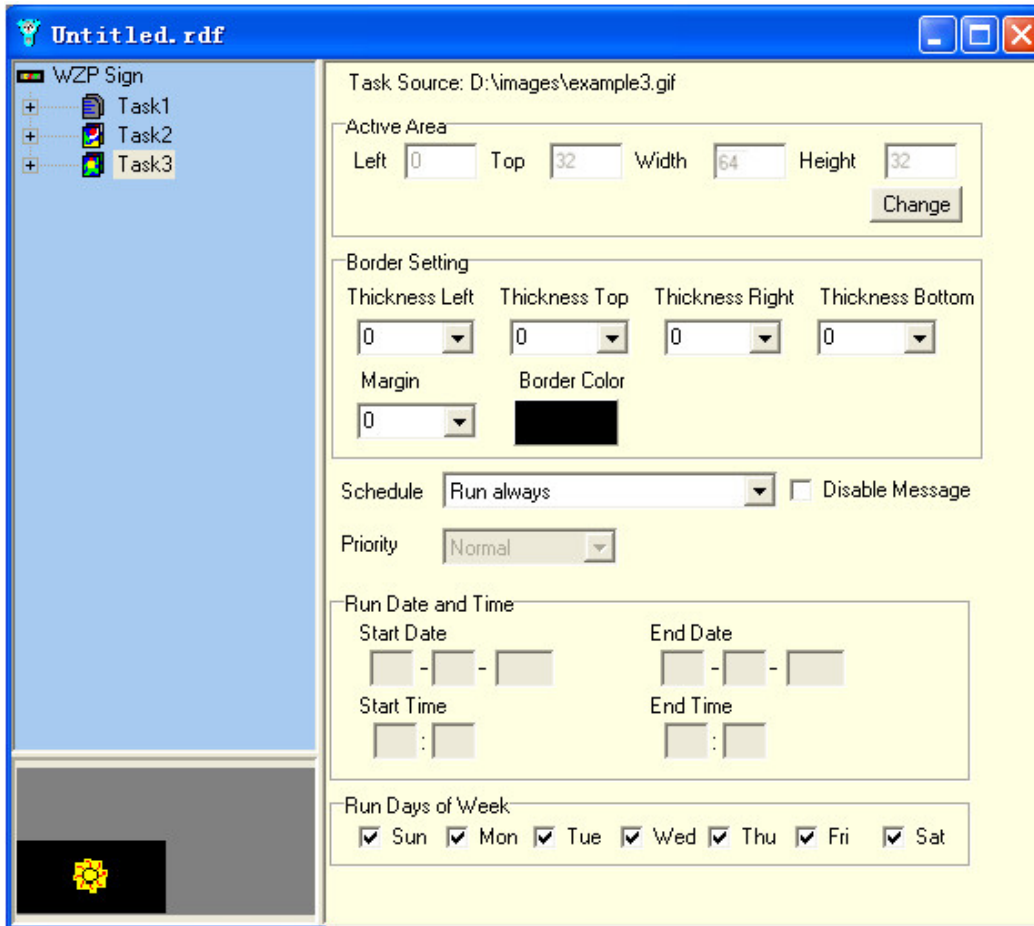 Untitled.rdf
WZP Sign
Task1
Task2
Task3
Task Source: D:\images\example3.gif
Active Area
Left 0 Top 32 Width 64 Height 32
Change
Border Setting
Thickness Left Thickness Top Thickness Right Thickness Bottom
0 0 0 0
Margin Border Color
0
Schedule Run always Disable Message
Priority Normal
Run Date and Time
Start Date End Date
- - - -
Start Time End Time
: :
Run Days of Week
Sun Mon Tue Wed Thu Fri Sat